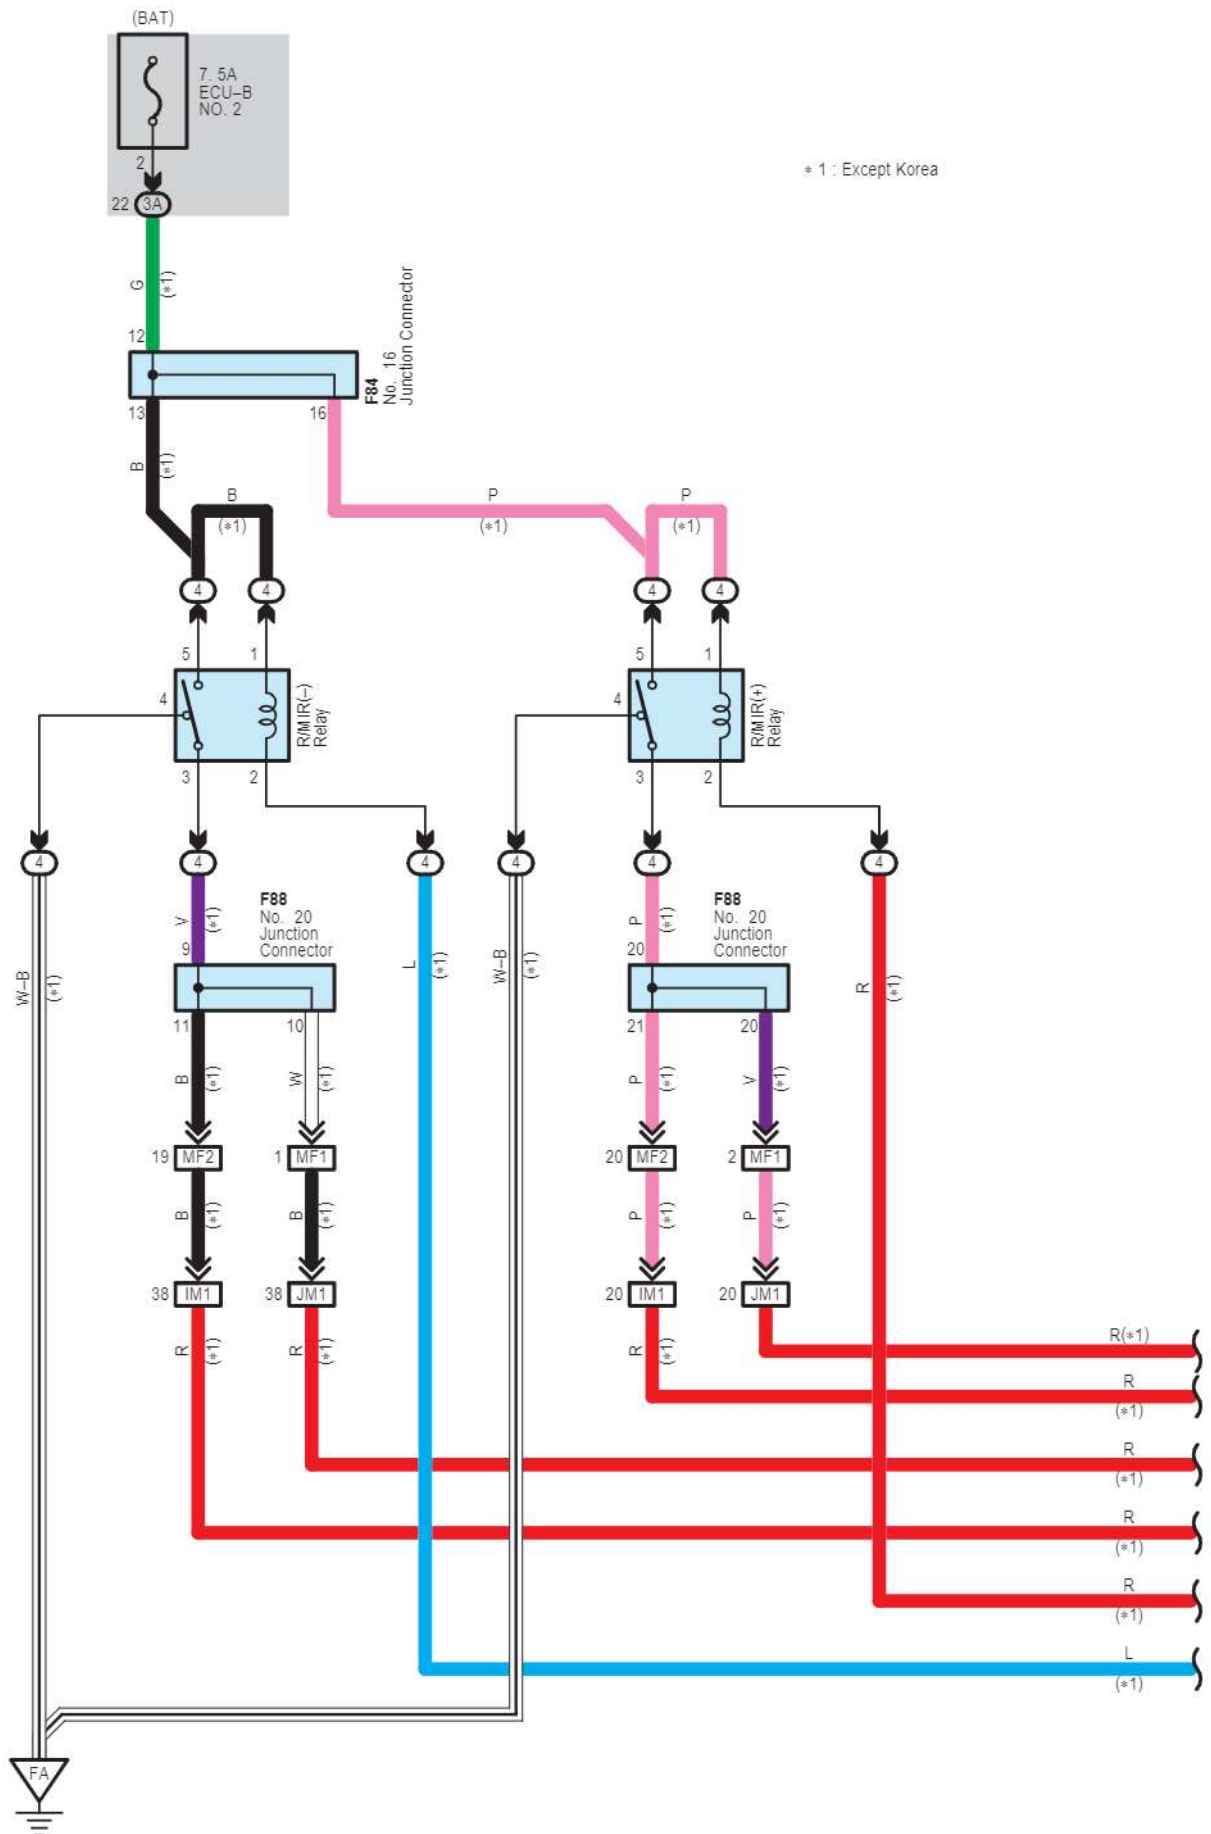 (BAT)
7. 5A
ECU–B
NO. 2
2
22 3A
∗ 1 : Except Korea
G
(∗1)
12
F84
No. 16
Junction Connector
13
16
B
(∗1)
B
(∗1)
P
(∗1)
P
(∗1)
4
4
4
4
5
1
5
1
4
4
R/MIR(–)
Relay
R/MIR(+)
Relay
3
2
3
2
4
4
4
4
4
4
V
(∗1)
F88
No. 20
Junction
Connector
9
P
(∗1)
F88
No. 20
Junction
Connector
20
W–B
(∗1)
L
(∗1)
W–B
(∗1)
R
(∗1)
11
10
21
20
B
(∗1)
W
(∗1)
P
(∗1)
V
(∗1)
19 MF2
1 MF1
20 MF2
2 MF1
B
(∗1)
B
(∗1)
P
(∗1)
P
(∗1)
38 IM1
38 JM1
20 IM1
20 JM1
R
(∗1)
R
(∗1)
R
(∗1)
R(∗1)
R
(∗1)
R
(∗1)
R
(∗1)
R
(∗1)
L
(∗1)
FA